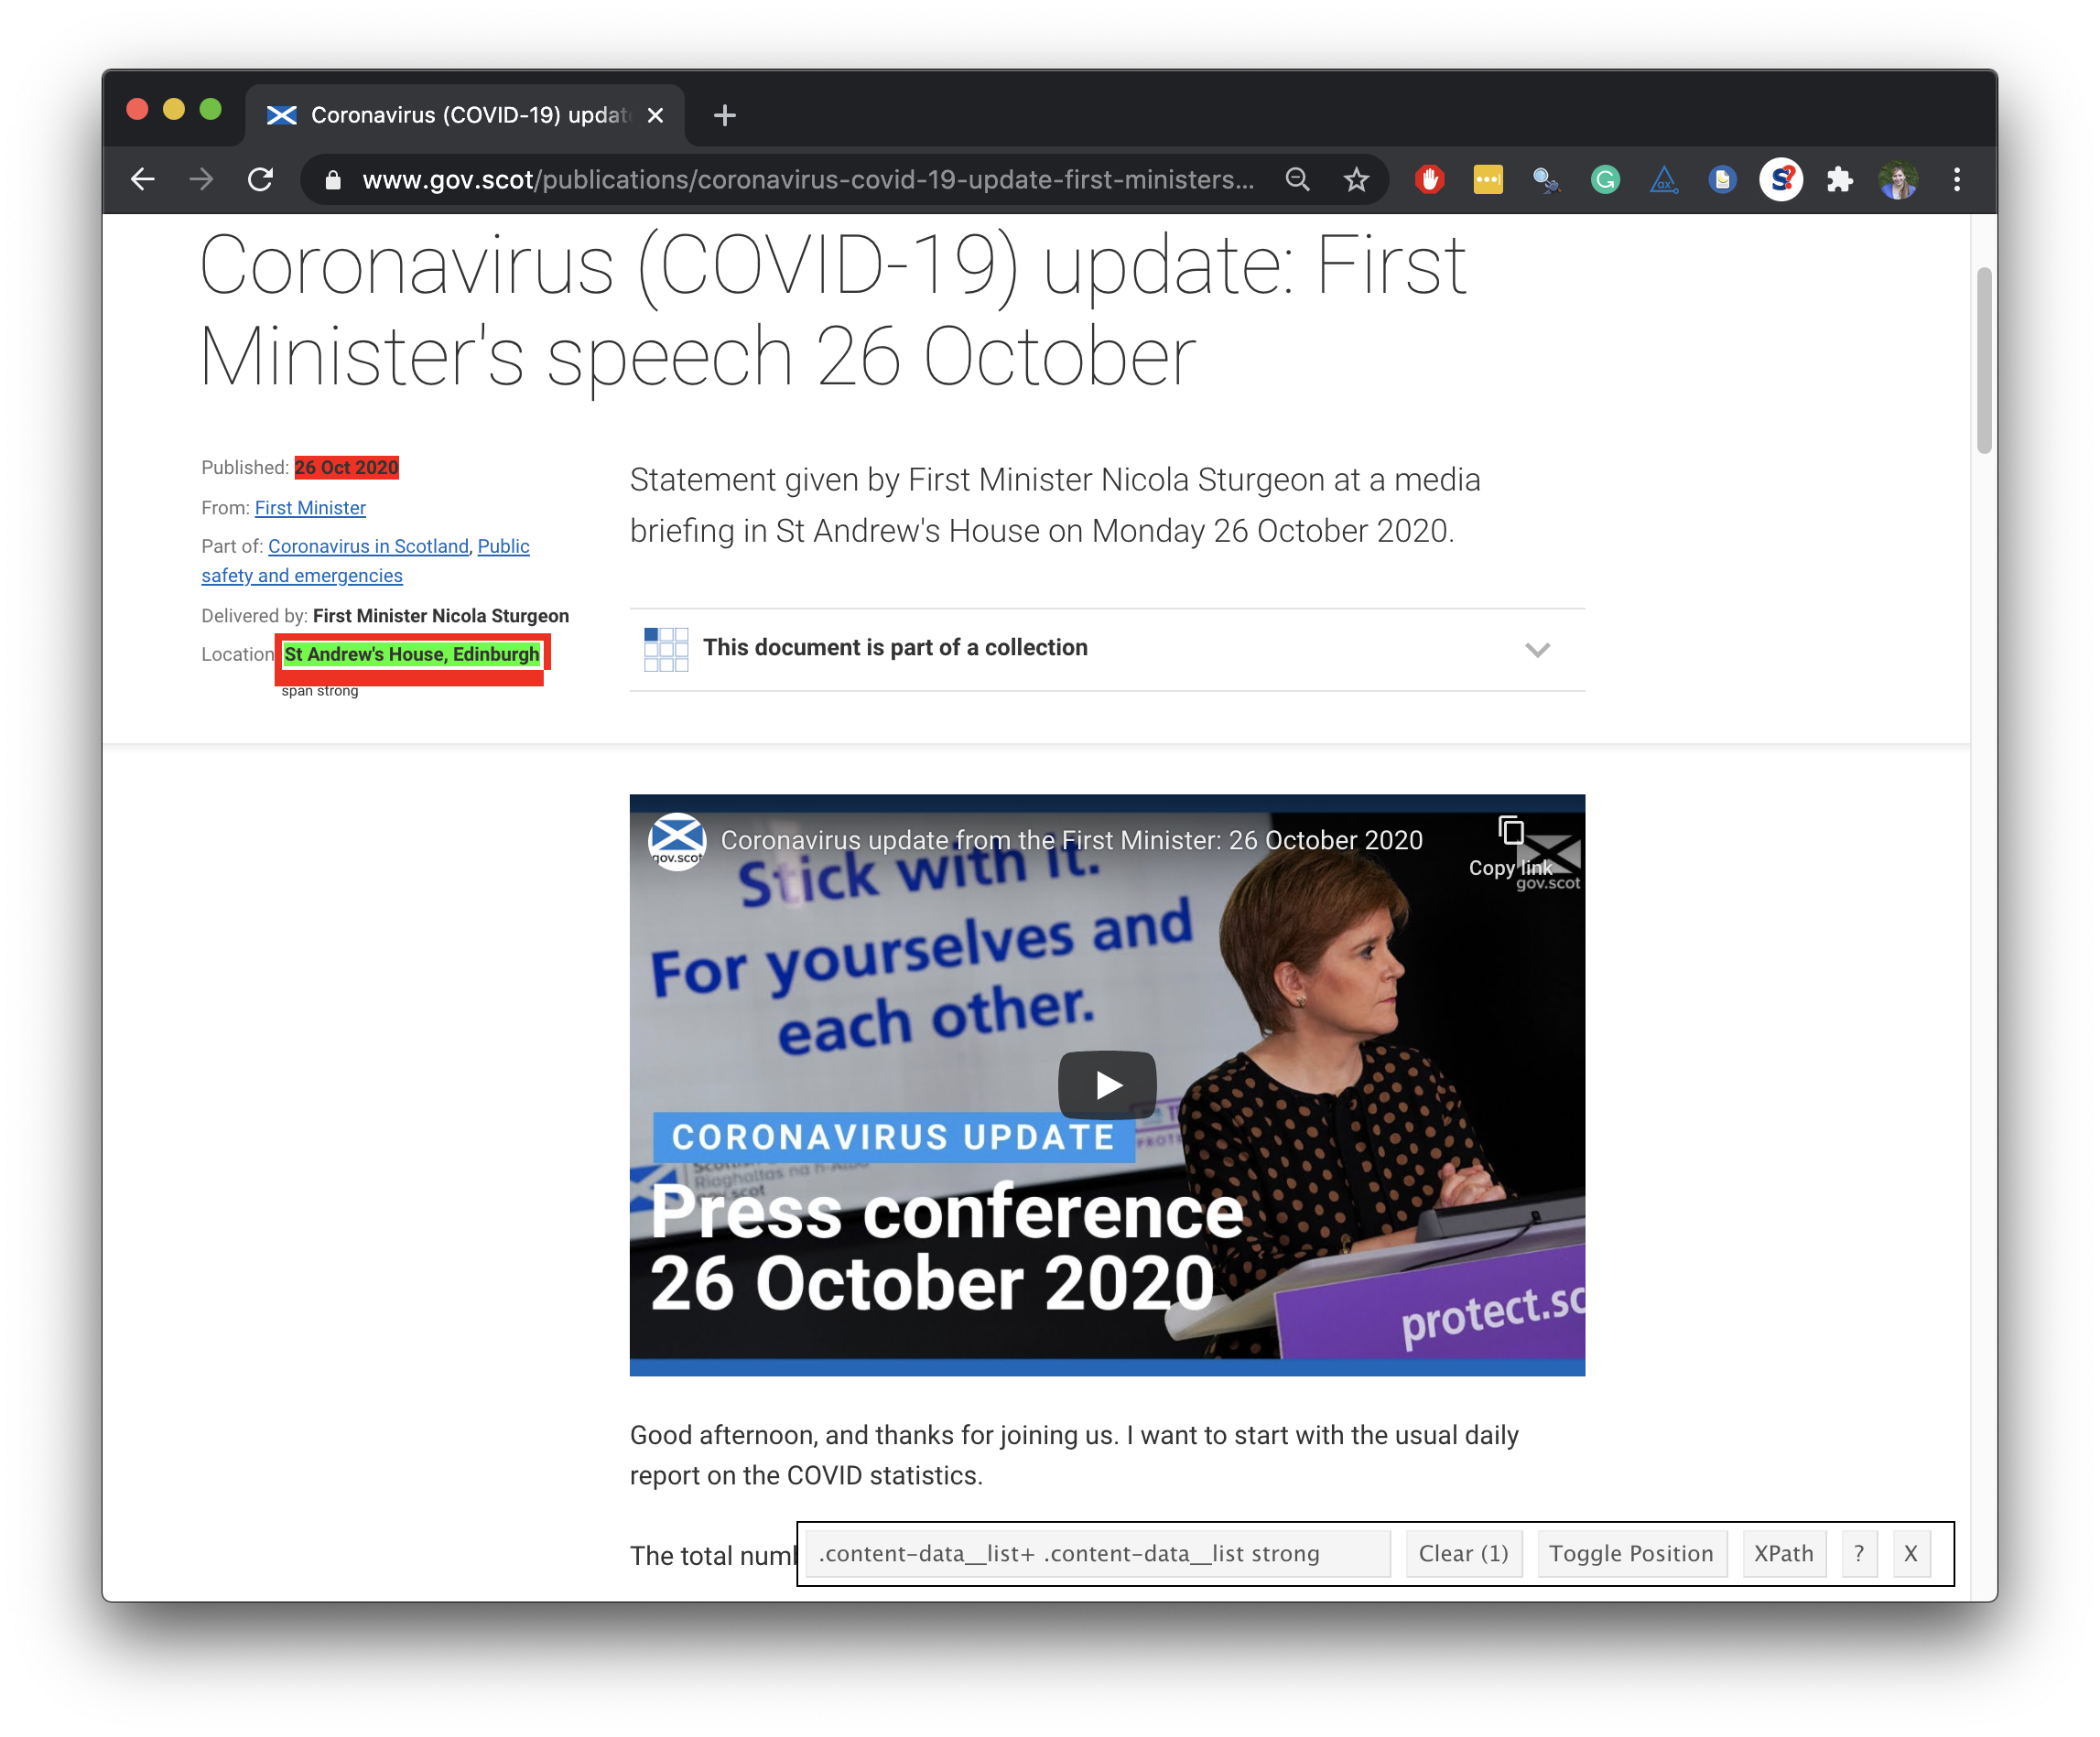 Coronavirus (COVID-19) updat
www.gov.scot/publications/coronavirus-covid-19-update-first-ministers...
Coronavirus (COVID-19) update: First
Minister's speech 26 October
Published: 26 Oct 2020
From: First Minister
Part of: Coronavirus in Scotland, Public
safety and emergencies
Delivered by: First Minister Nicola Sturgeon
Location St Andrew's House, Edinburgh
span strong
Statement given by First Minister Nicola Sturgeon at a media
briefing in St Andrew's House on Monday 26 October 2020.
This document is part of a collection
gov.scot
Coronavirus update from the First Minister: 26 October 2020
Copy link
gov.scot
Stick with it.
For yourselves and
each other.
CORONAVIRUS UPDATE
Riaghaltas na h-Alba
Press conference
26 October 2020
protect.sc
Good afternoon, and thanks for joining us. I want to start with the usual daily
report on the COVID statistics.
The total numb
.content-data__list+ .content-data__list strong
Clear (1)
Toggle Position
XPath
?
X